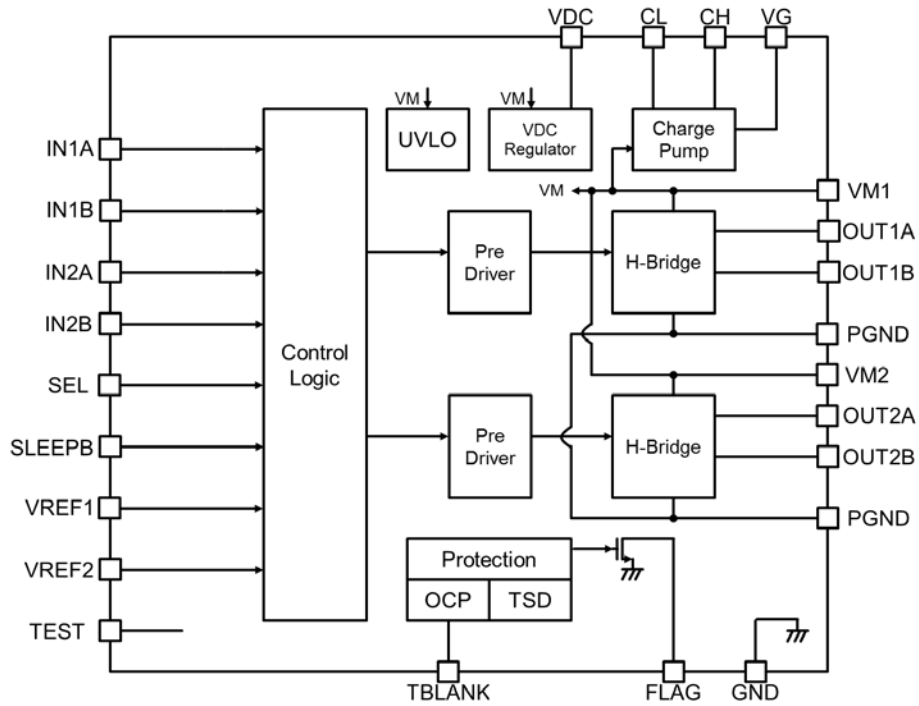 VDC
CL
CH
VG
VM
UVLO
VM
VDC
Regulator
Charge
Pump
IN1A
IN1B
IN2A
IN2B
SEL
SLEEPB
VREF1
VREF2
TEST
Control
Logic
Pre
Driver
H-Bridge
VM
VM1
OUT1A
OUT1B
PGND
VM2
Pre
Driver
H-Bridge
OUT2A
OUT2B
PGND
Protection
OCP
TSD
TBLANK
FLAG
GND